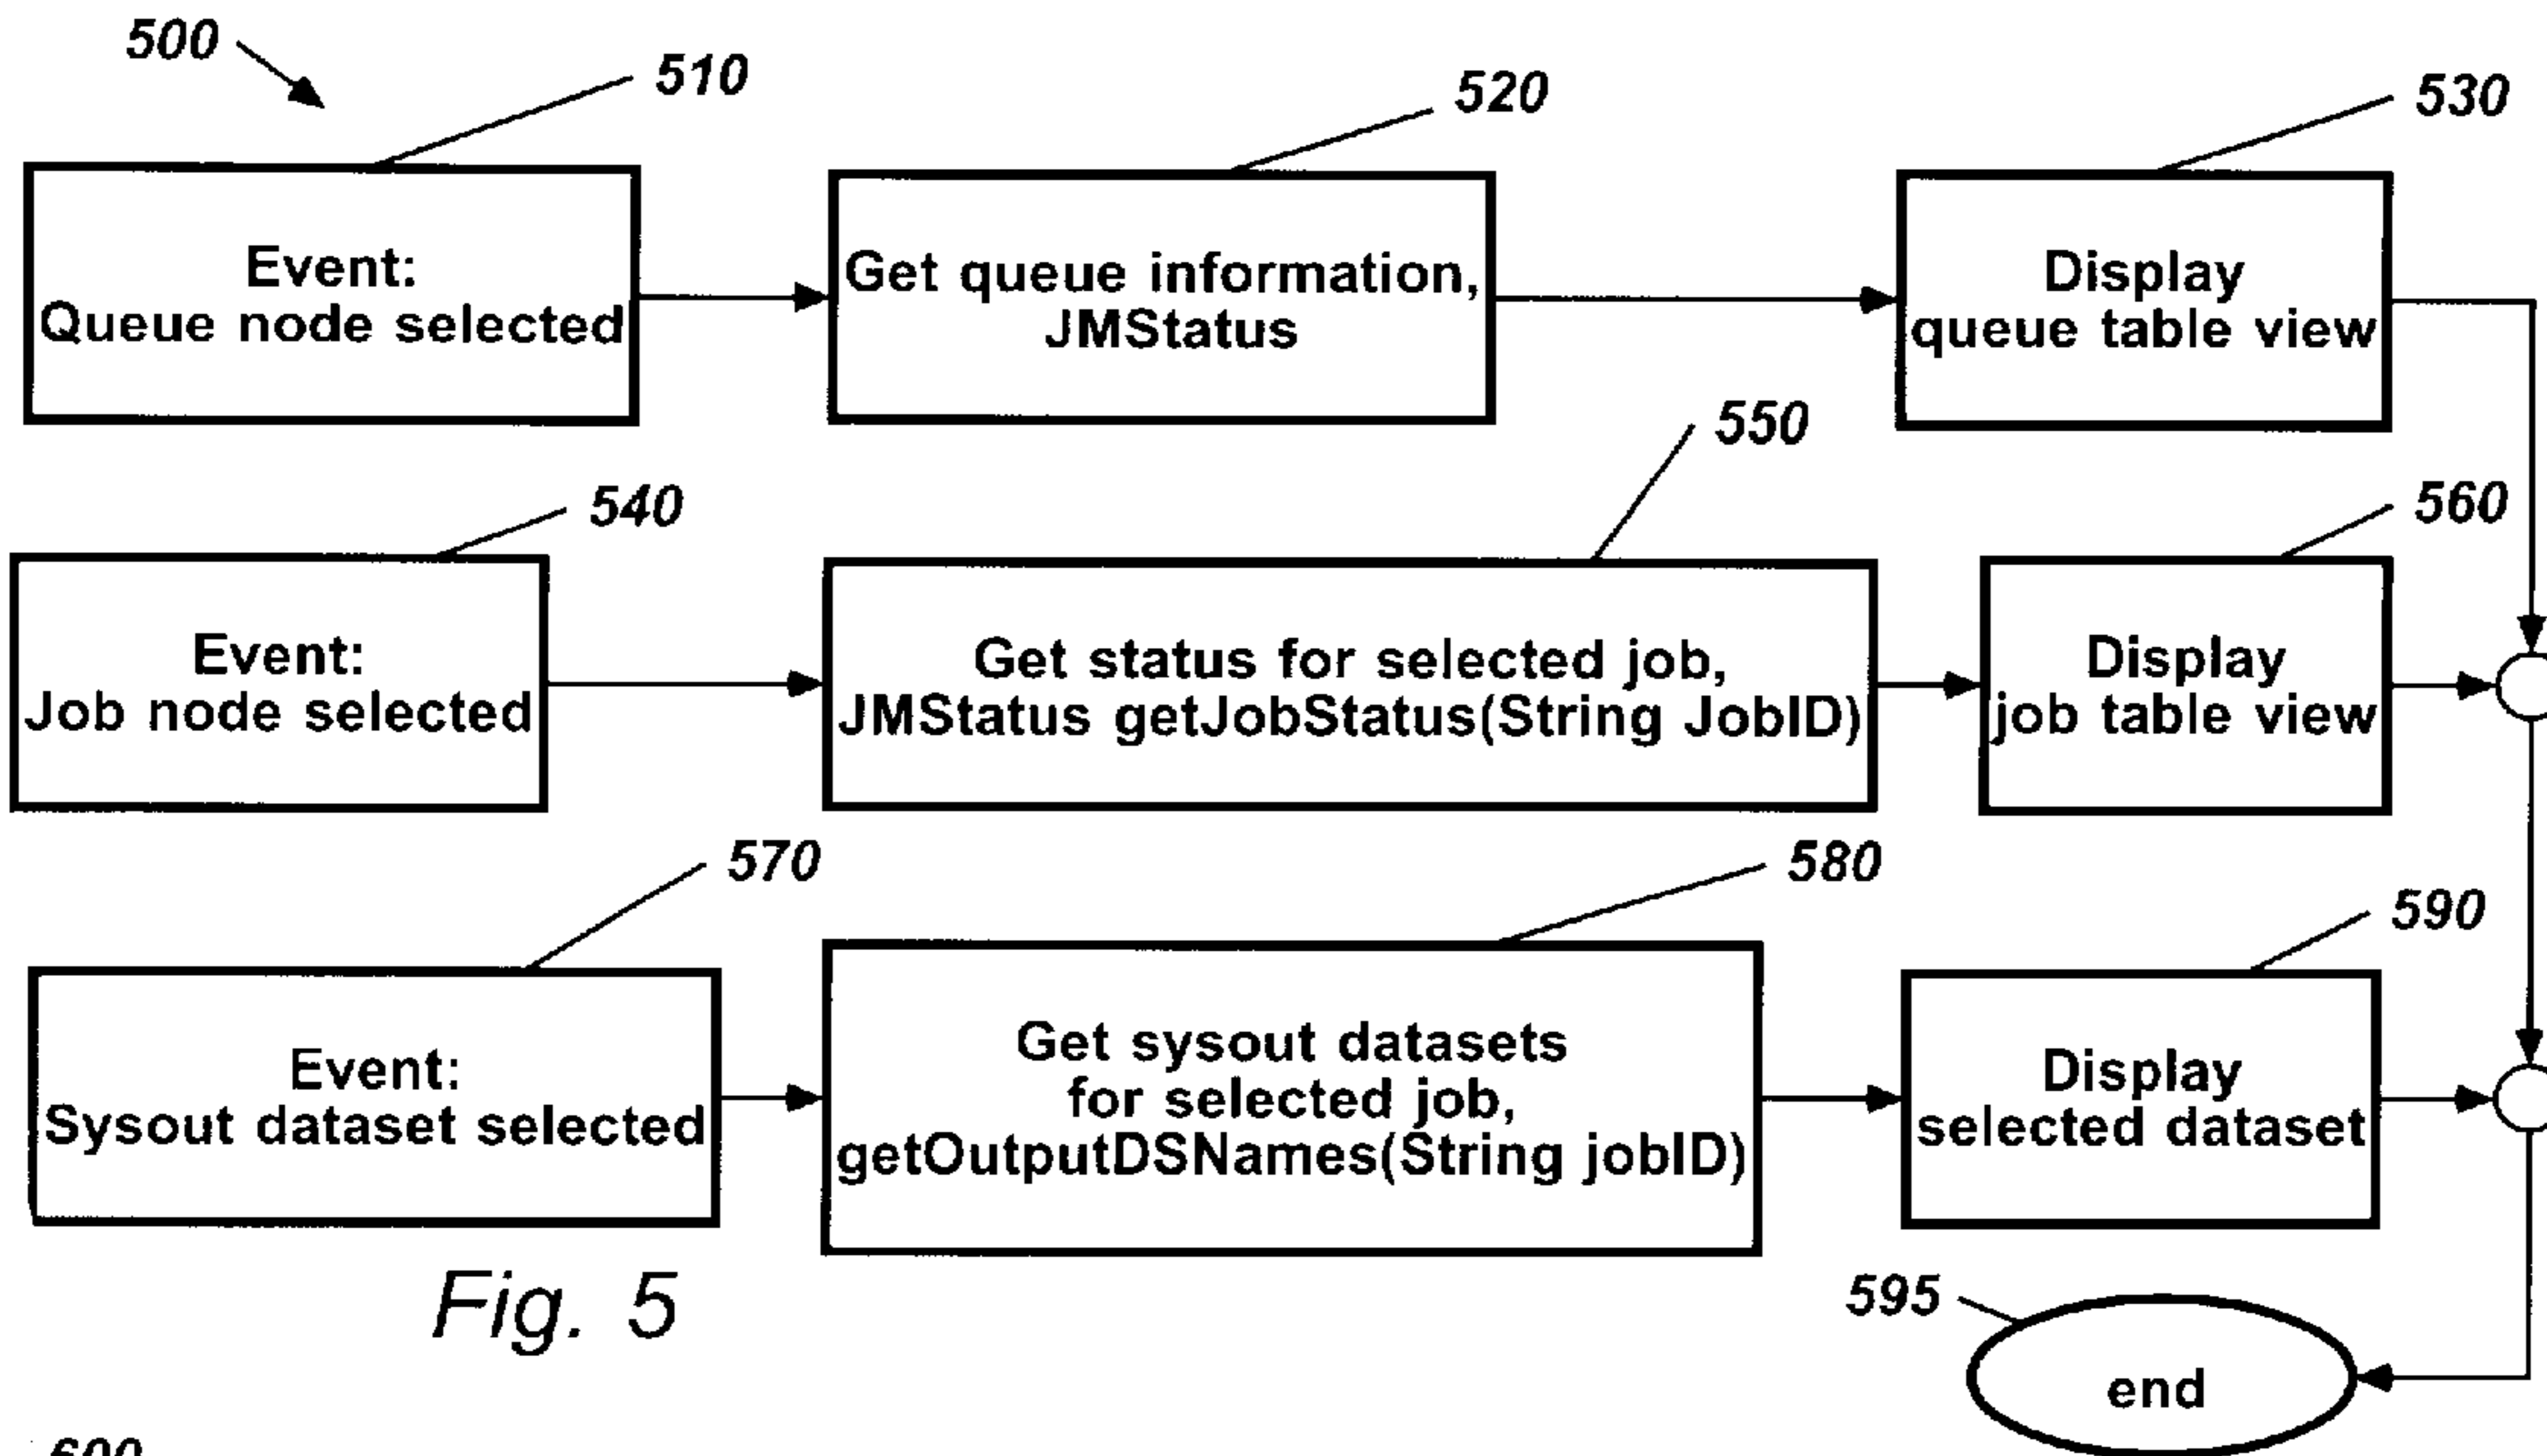 500
510
520
530
Event:
Queue node selected
Get queue information,
JMStatus
Display
queue table view
540
550
560
Event:
Job node selected
Get status for selected job,
JMStatus getJobStatus(String JobID)
Display
job table view
570
580
590
Event:
Sysout dataset selected
Get sysout datasets
for selected job,
getOutputDSNames(String jobID)
Display
selected dataset
Fig. 5
595
end
600